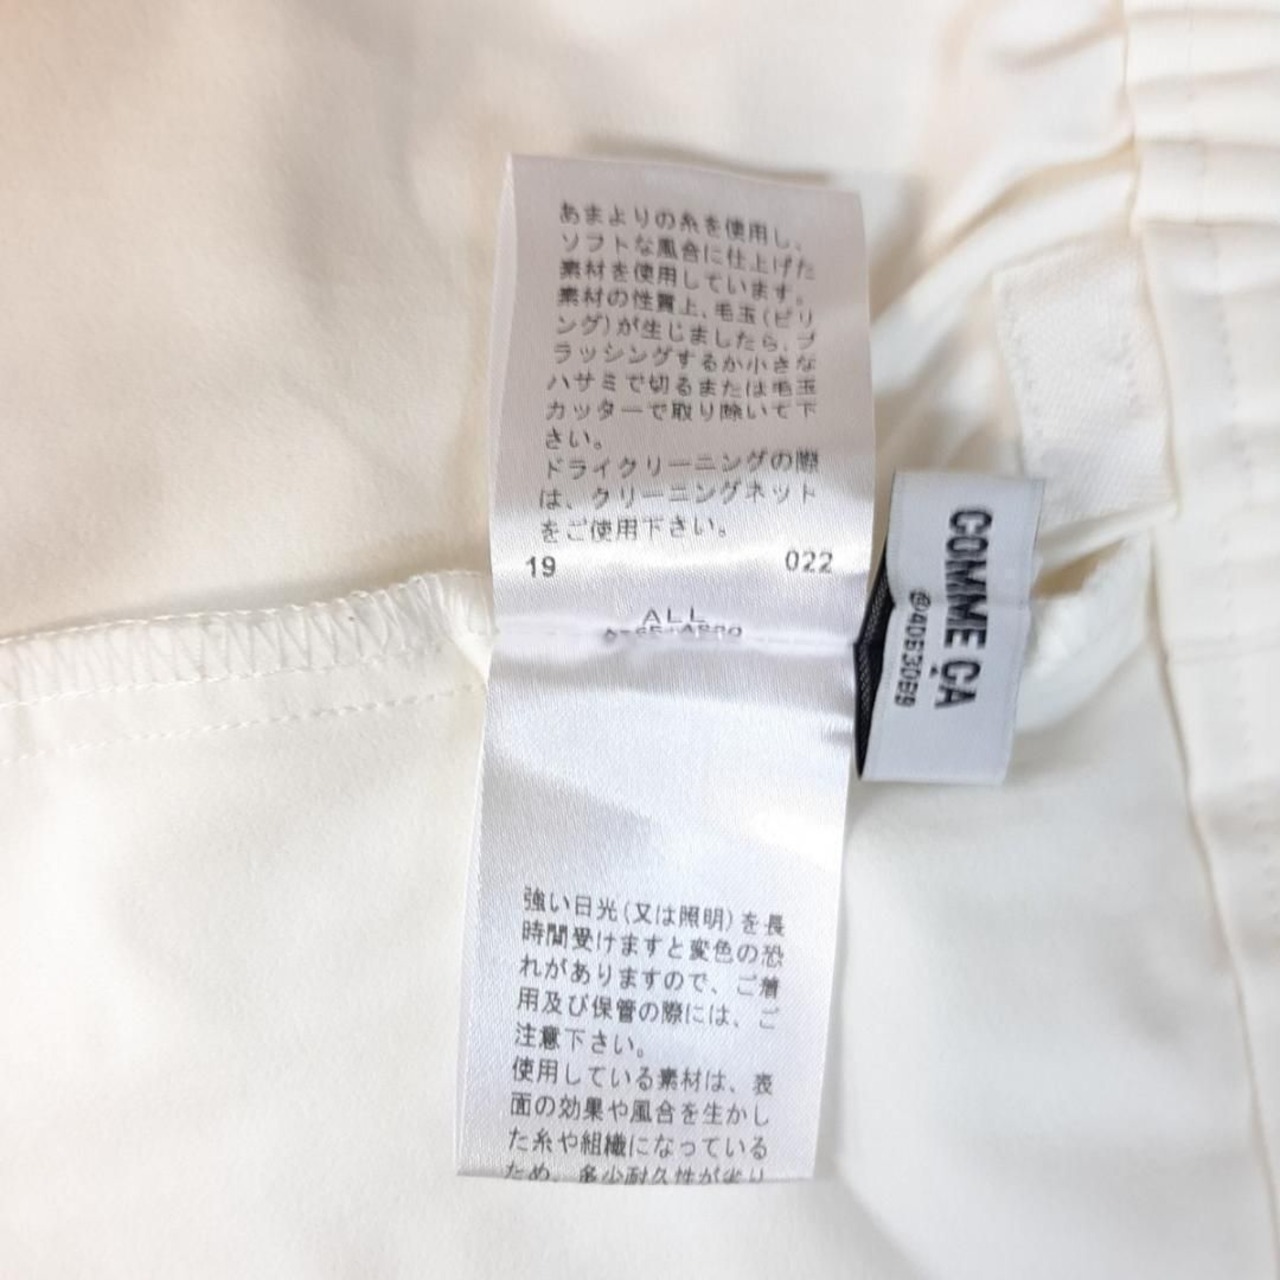 あまよりの糸を使用し、
ソフトな風合に仕上げた
素材を使用しています。
素材の性質上、毛玉(ピリ
ング)が生じましたら、ブ
ラッシングするか小さな
ハサミで切るまたは毛玉
カッターで取り除いて下
さい。
ドライクリーニングの際
は、クリーニングネット
をご使用下さい。
19 022
ALL
強い日光(又は照明)を長
時間受けますと変色の恐
れがありますので、ご着
用及び保管の際には、ご
注意下さい。
使用している素材は、表
面の効果や風合を生かし
た糸や組織になっている
ため、多少耐久性が劣り
COMME ÇA